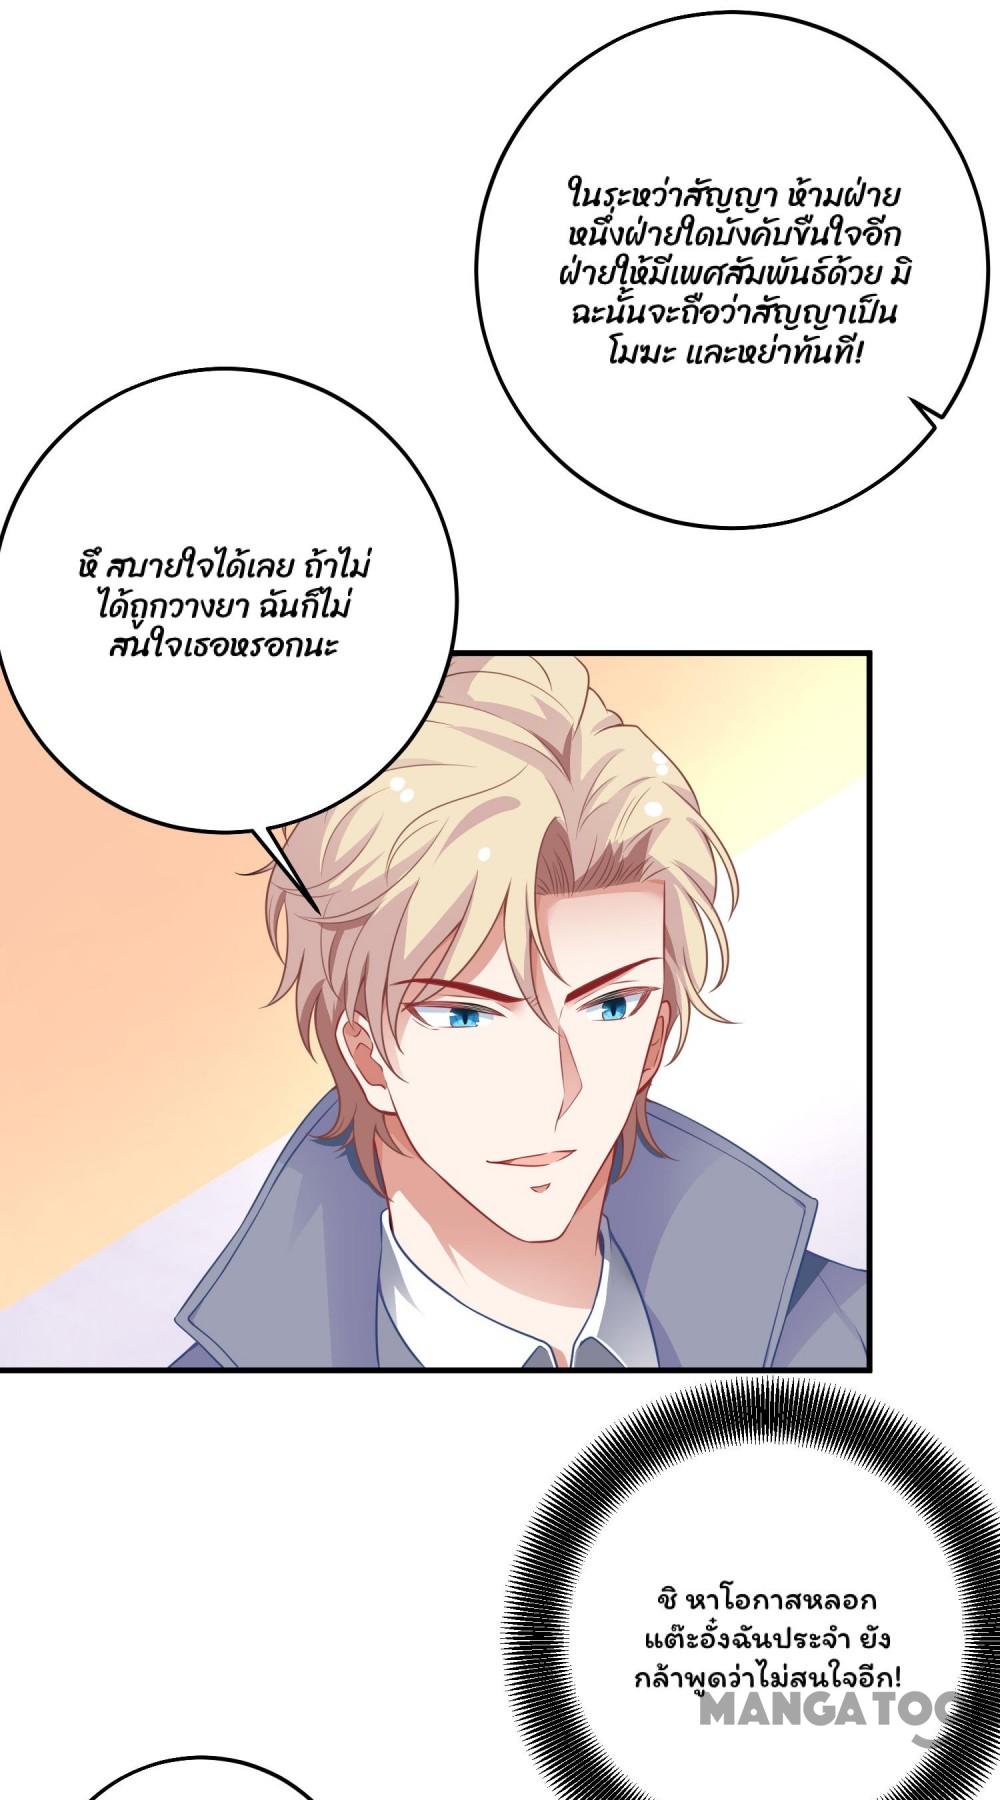 ในระหว่าสัญญา ห้ามฝ่าย
หนึ่งฝ่ายใดบังคับขืนใจอีก
ฝ่ายให้มีเพศสัมพันธ์ด้วย มิ
ฉะนั้นจะถือว่าสัญญาเป็น
โมฆะ และหย่าทันที!
หึ สบายใจได้เลย ถ้าไม่
ได้ถูกวางยา ฉันก็ไม่
สนใจเธอหรอกนะ
ชิ หาโอกาสหลอก
แต๊ะอั๋งฉันประจำ ยัง
กล้าพูดว่าไม่สนใจอีก!
MANGATOO